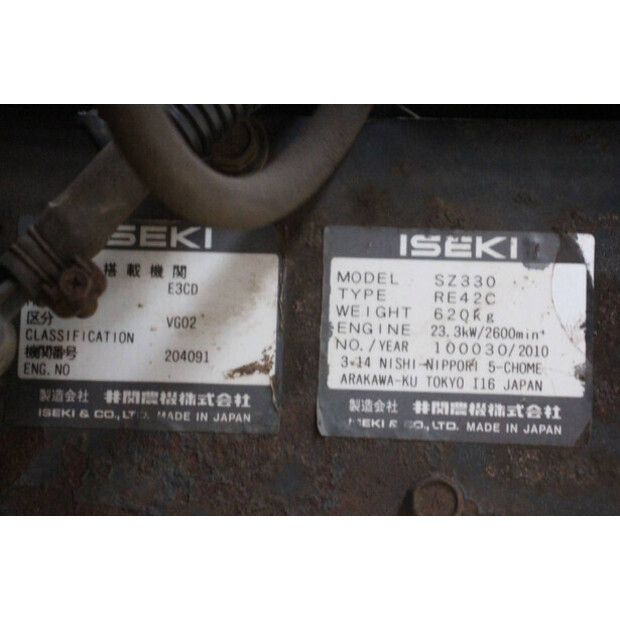 ISEKI
搭載機関
E3CD
区分
CLASSIFICATION VG02
機関番号
ENG.NO 204091
製造会社 井関農機株式会社
ISEKI & CO.,LTD. MADE IN JAPAN
ISEKI
MODEL SZ330
TYPE RE42C
WEIGHT 620kg
ENGINE 23.3kW/2600min⁻¹
NO./YEAR 100030/2010
3-14 NISHI-NIPPORI 5-CHOME
ARAKAWA-KU TOKYO 116 JAPAN
製造会社 井関農機株式会社
ISEKI & CO.,LTD. MADE IN JAPAN